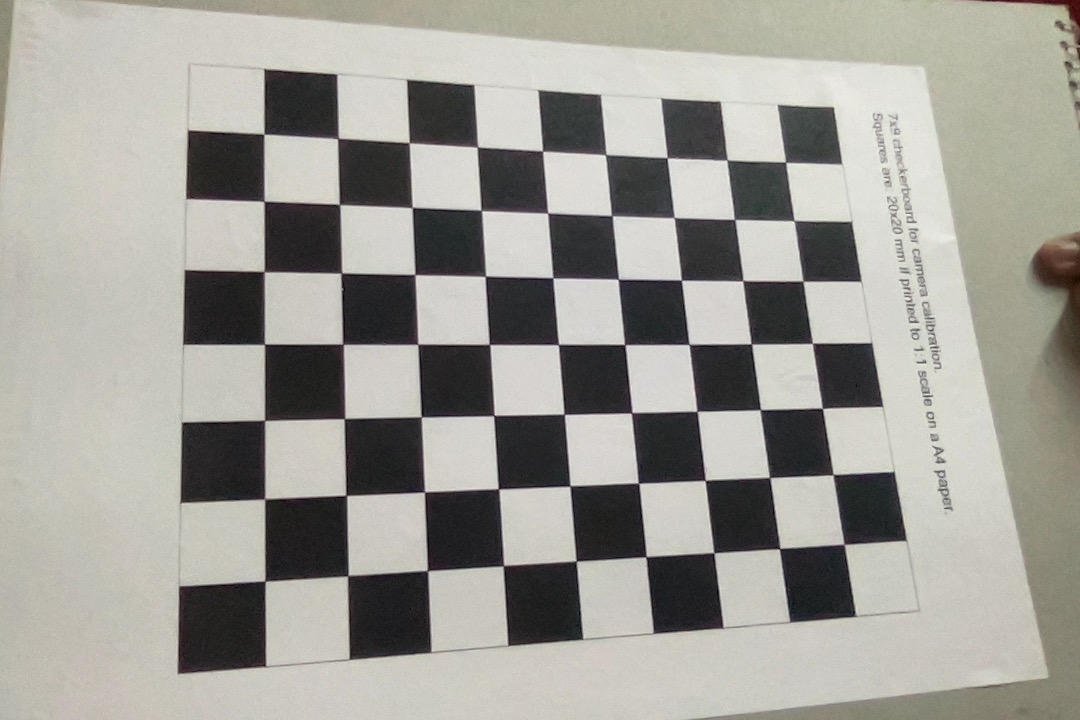 7x9 checkerboard for camera calibration.
Squares are: 20x20 mm if printed to 1:1 scale on a A4 paper.